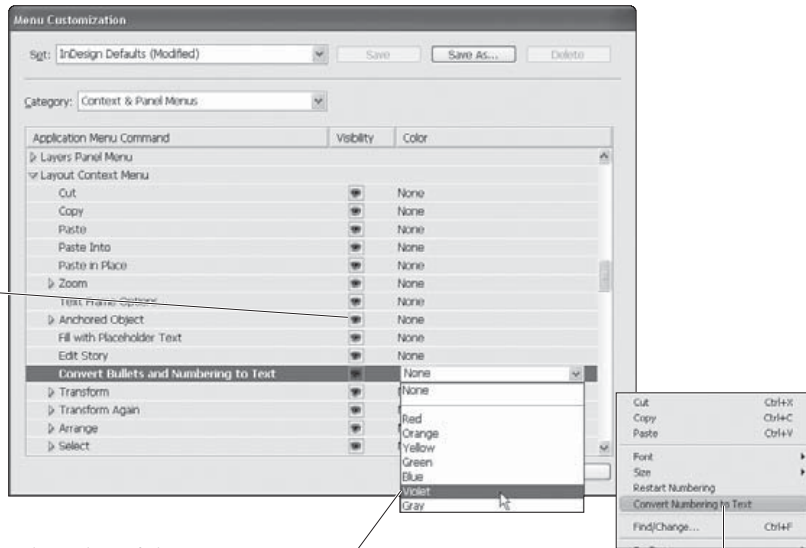 Menu Customization
Set: InDesign Defaults (Modified) Save Save As... Delete
Category: Context & Panel Menus
Application Menu Command Visibility Color
Layers Panel Menu
Layout Context Menu
Cut None
Copy None
Paste None
Paste Into None
Paste in Place None
Zoom None
Text Frame Options None
Anchored Object None
Fill with Placeholder Text None
Edit Story None
Convert Bullets and Numbering to Text None
Transform None
Transform Again
Arrange Red
Orange
Select Yellow
Green
Blue
Violet
Gray
Cut Ctrl+X
Copy Ctrl+C
Paste Ctrl+V
Font
Size
Restart Numbering
Convert Numbering to Text
Find/Change... Ctrl+F